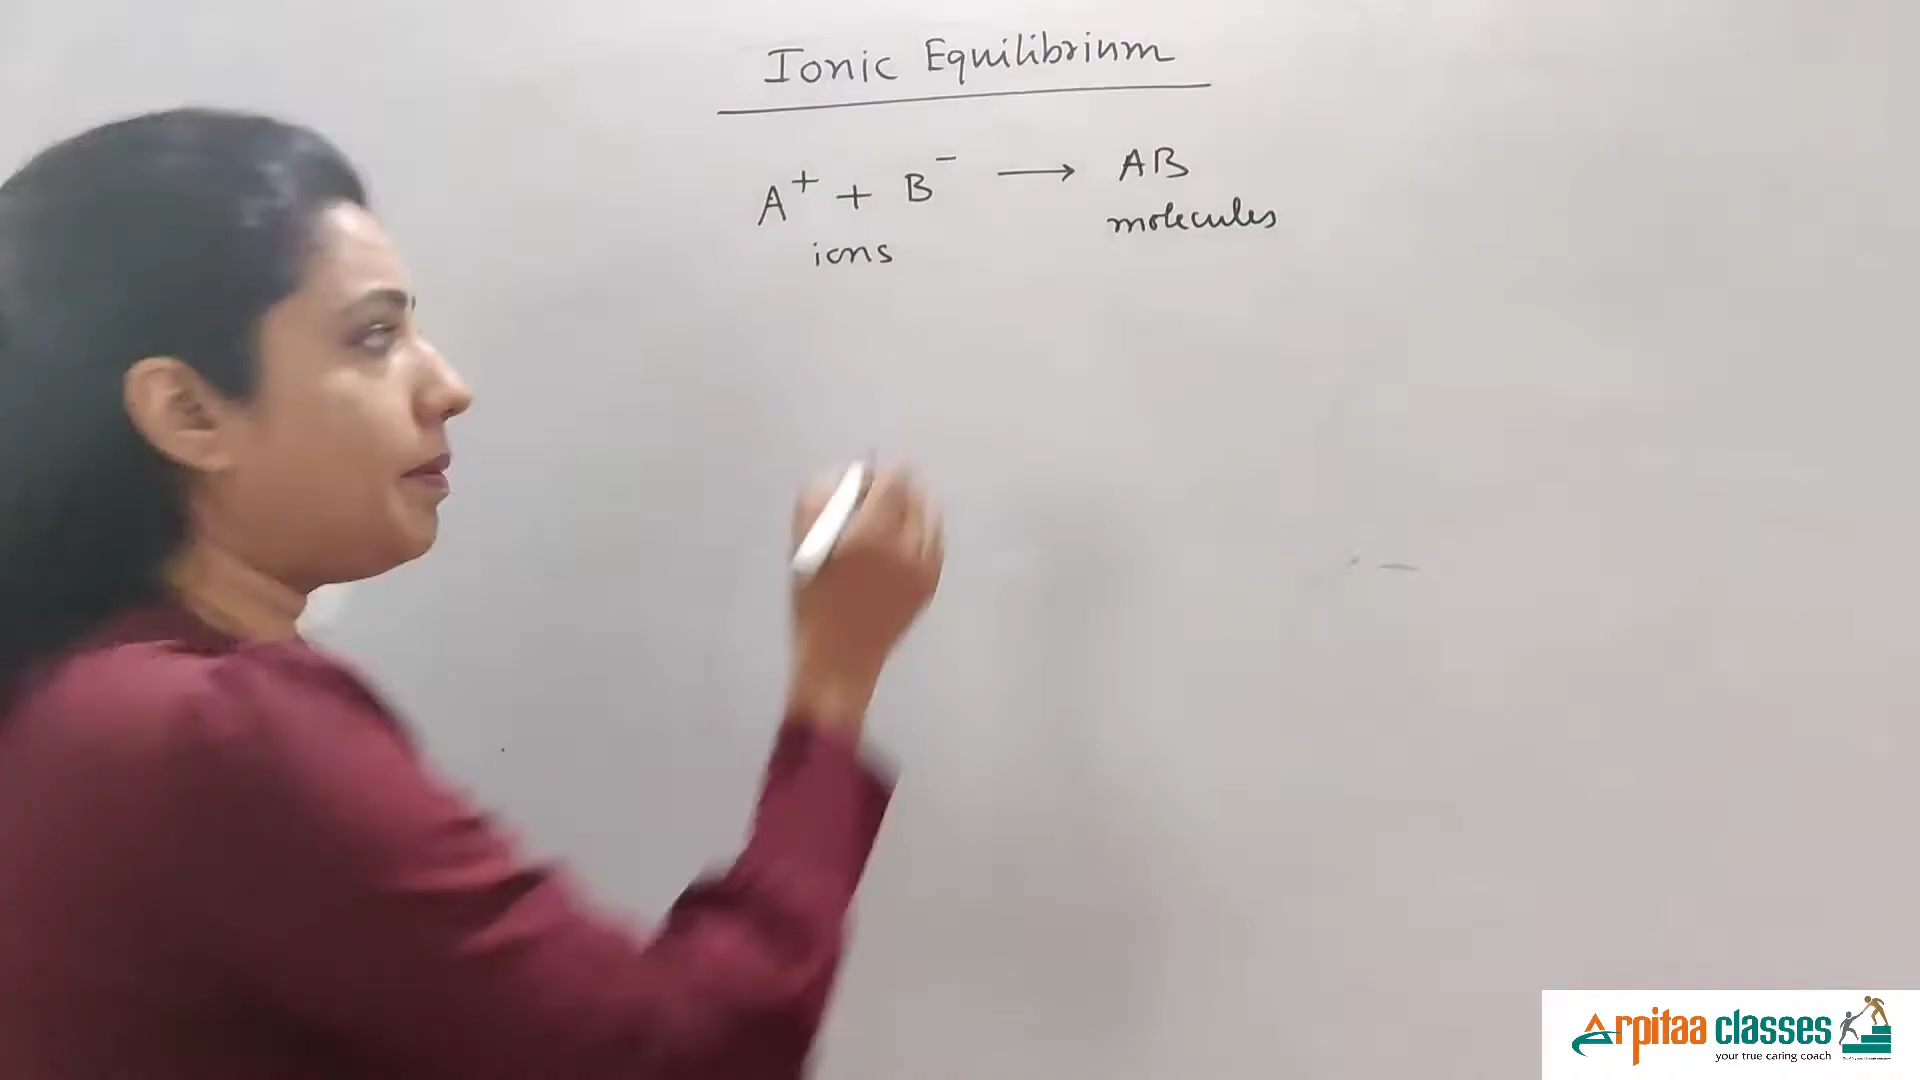 Ionic Equilibrium
A⁺ + B⁻ ⟶ AB
ions molecules
Arpitaa classes
your true caring coach